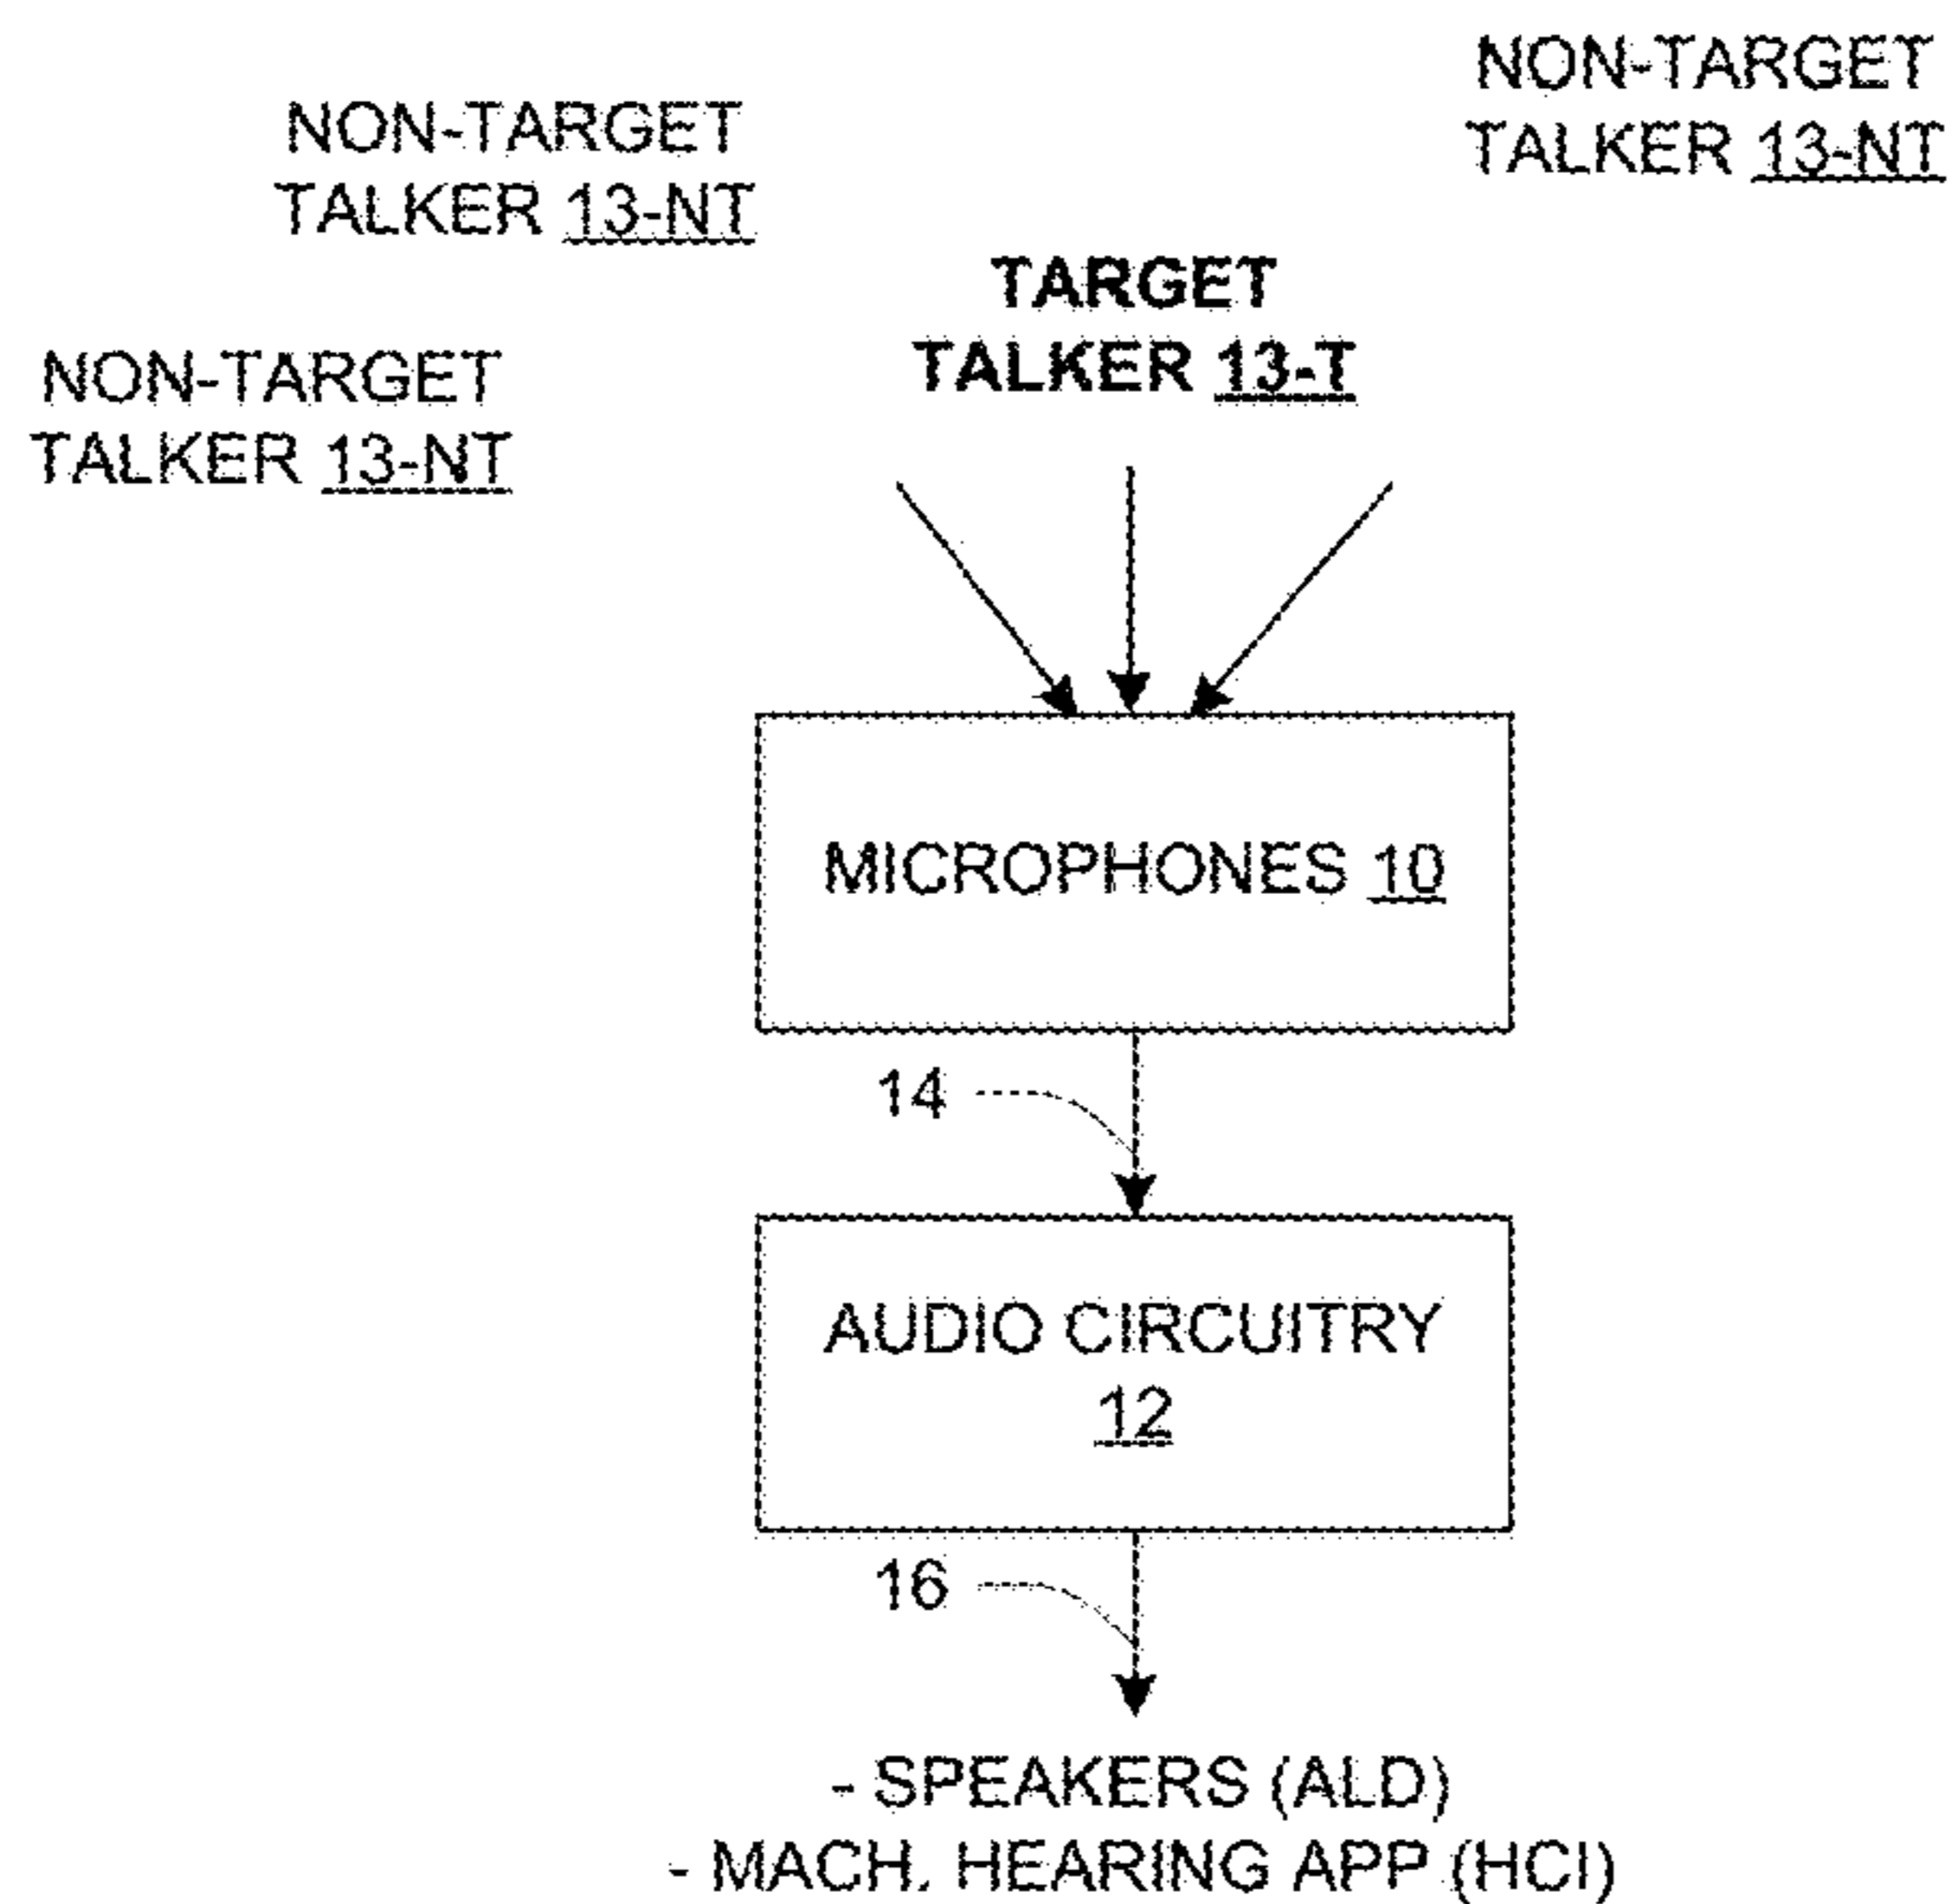 NON-TARGET
TALKER 13-NT
NON-TARGET
TALKER 13-NT
TARGET
TALKER 13-T
NON-TARGET
TALKER 13-NT
MICROPHONES 10
14
AUDIO CIRCUITRY
12
16
- SPEAKERS (ALD)
- MACH. HEARING APP (HCI)